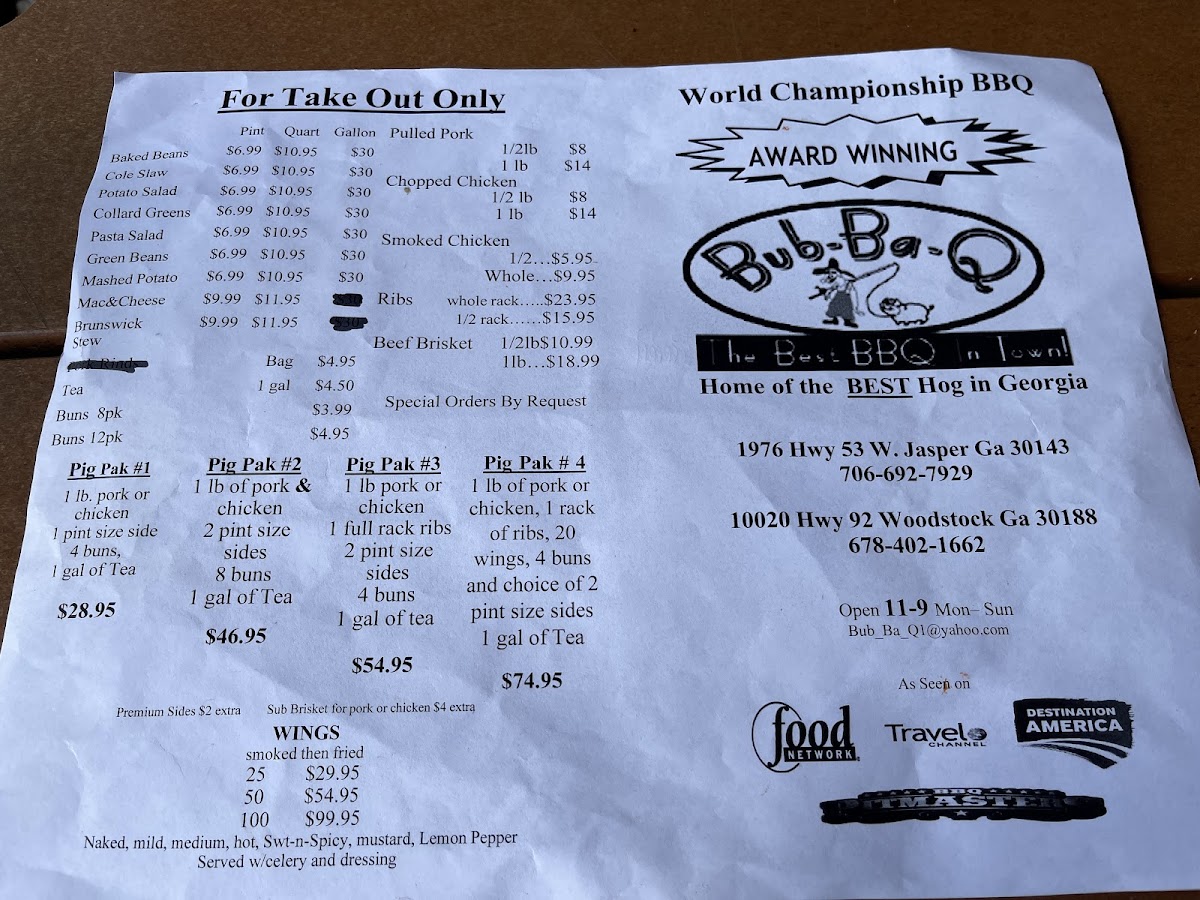 For Take Out Only
Pint Quart Gallon
Baked Beans $6.99 $10.95 $30
Cole Slaw $6.99 $10.95 $30
Potato Salad $6.99 $10.95 $30
Collard Greens $6.99 $10.95 $30
Pasta Salad $6.99 $10.95 $30
Green Beans $6.99 $10.95 $30
Mashed Potato $6.99 $10.95 $30
Mac&Cheese $9.99 $11.95
Brunswick $9.99 $11.95
Stew
Bag $4.95
Tea 1 gal $4.50
Buns 8pk $3.99
Buns 12pk $4.95
Pulled Pork
1/2lb $8
1 lb $14
Chopped Chicken
1/2 lb $8
1 lb $14
Smoked Chicken
1/2...$5.95
Whole...$9.95
Ribs whole rack.....$23.95
1/2 rack......$15.95
Beef Brisket 1/2lb$10.99
1lb...$18.99
Special Orders By Request
Pig Pak #1
1 lb. pork or
chicken
1 pint size side
4 buns,
1 gal of Tea
$28.95
Pig Pak #2
1 lb of pork &
chicken
2 pint size
sides
8 buns
1 gal of Tea
$46.95
Pig Pak #3
1 lb pork or
chicken
1 full rack ribs
2 pint size
sides
4 buns
1 gal of tea
$54.95
Pig Pak # 4
1 lb of pork or
chicken, 1 rack
of ribs, 20
wings, 4 buns
and choice of 2
pint size sides
1 gal of Tea
$74.95
Premium Sides $2 extra Sub Brisket for pork or chicken $4 extra
WINGS
smoked then fried
25 $29.95
50 $54.95
100 $99.95
Naked, mild, medium, hot, Swt-n-Spicy, mustard, Lemon Pepper
Served w/celery and dressing
World Championship BBQ
AWARD WINNING
Bub-Ba-Q
The Best BBQ In Town!
Home of the BEST Hog in Georgia
1976 Hwy 53 W. Jasper Ga 30143
706-692-7929
10020 Hwy 92 Woodstock Ga 30188
678-402-1662
Open 11-9 Mon– Sun
Bub_Ba_Q1@yahoo.com
As Seen on
food
NETWORK
Travel
CHANNEL
DESTINATION
AMERICA
BBQ
PITMASTERS